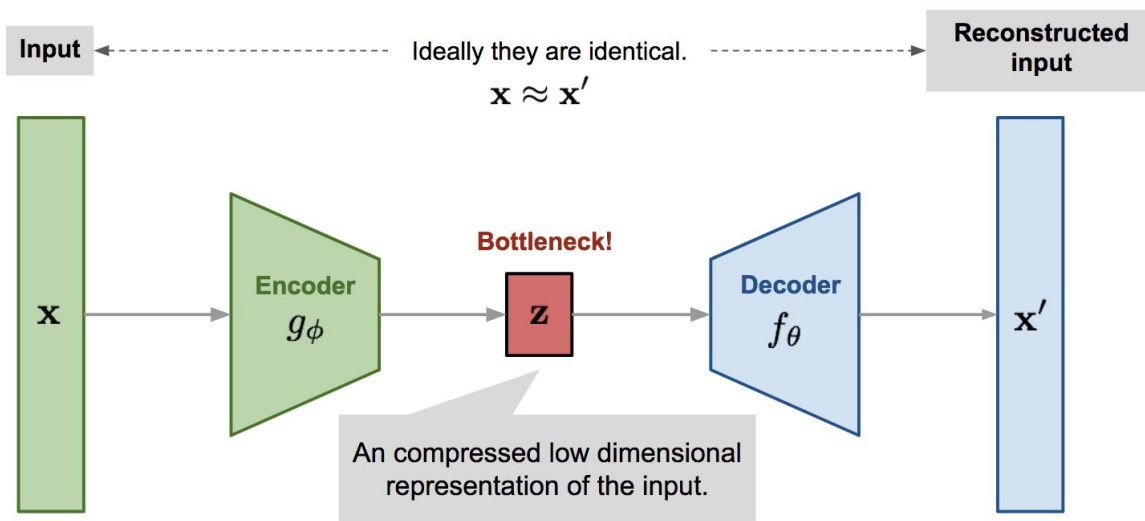 Input
Ideally they are identical.
x ≈ x′
Reconstructed
input
Bottleneck!
x
Encoder
gϕ
z
Decoder
fθ
x′
An compressed low dimensional
representation of the input.